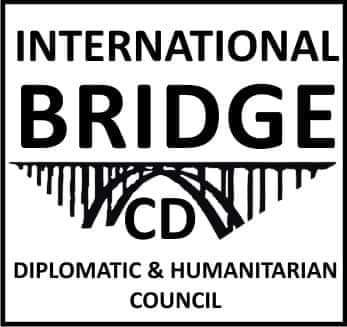 INTERNATIONAL
BRIDGE
CD
DIPLOMATIC & HUMANITARIAN
COUNCIL